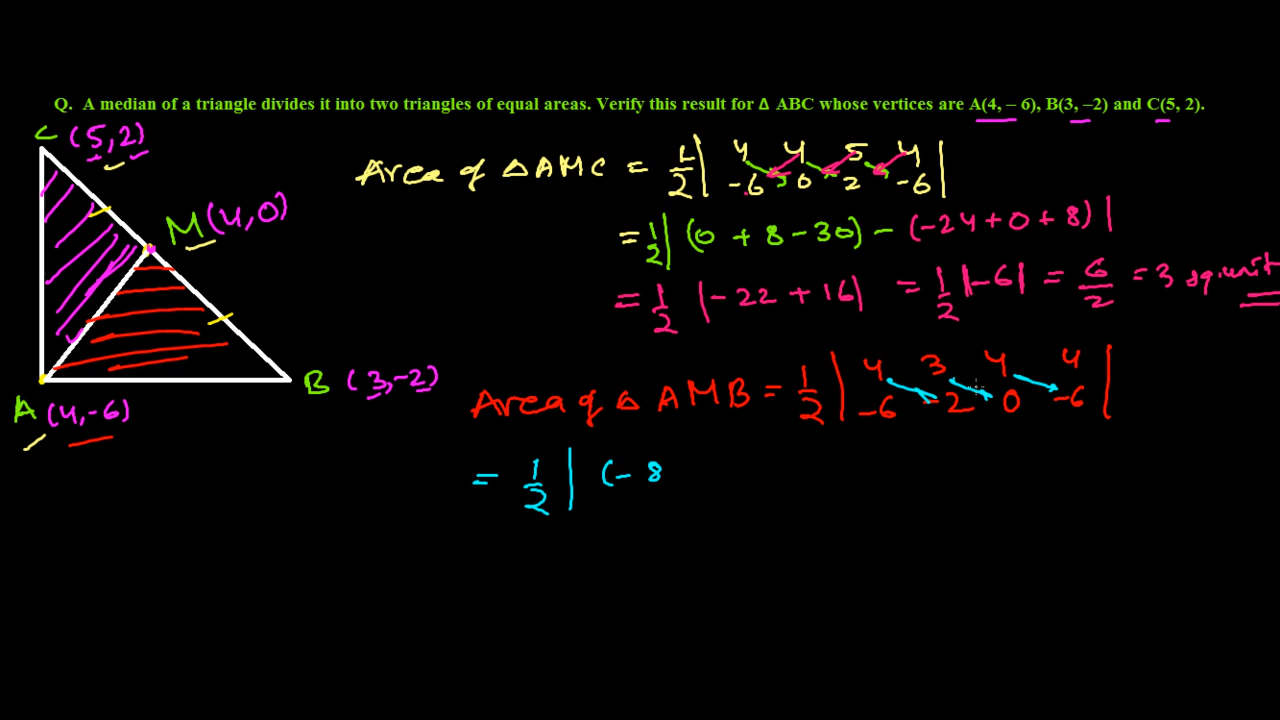 Q. A median of a triangle divides it into two triangles of equal areas. Verify this result for Δ ABC whose vertices are A(4, – 6), B(3, –2) and C(5, 2).
C (5,2)
M(4,0)
B (3,-2)
A (4,-6)
Area of △AMC = 1/2 | 4 4 5 4
-6 0 2 -6 |
= 1/2 | (0 + 8 - 30) - (-24 + 0 + 8) |
= 1/2 |-22 + 16| = 1/2 |-6| = 6/2 = 3 sq.unit
Area of △ AMB = 1/2 | 4 3 4 4
-6 -2 0 -6 |
= 1/2 | (- 8